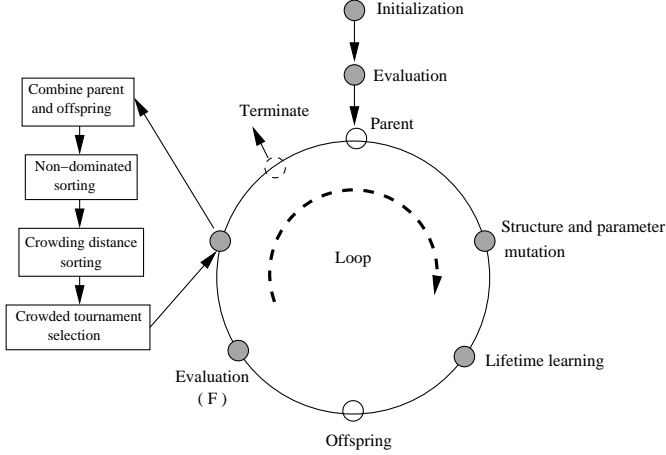 Initialization
Evaluation
Parent
Terminate
Combine parent
and offspring
Non−dominated
sorting
Crowding distance
sorting
Crowded tournament
selection
Structure and parameter
mutation
Loop
Lifetime learning
Evaluation
( F )
Offspring